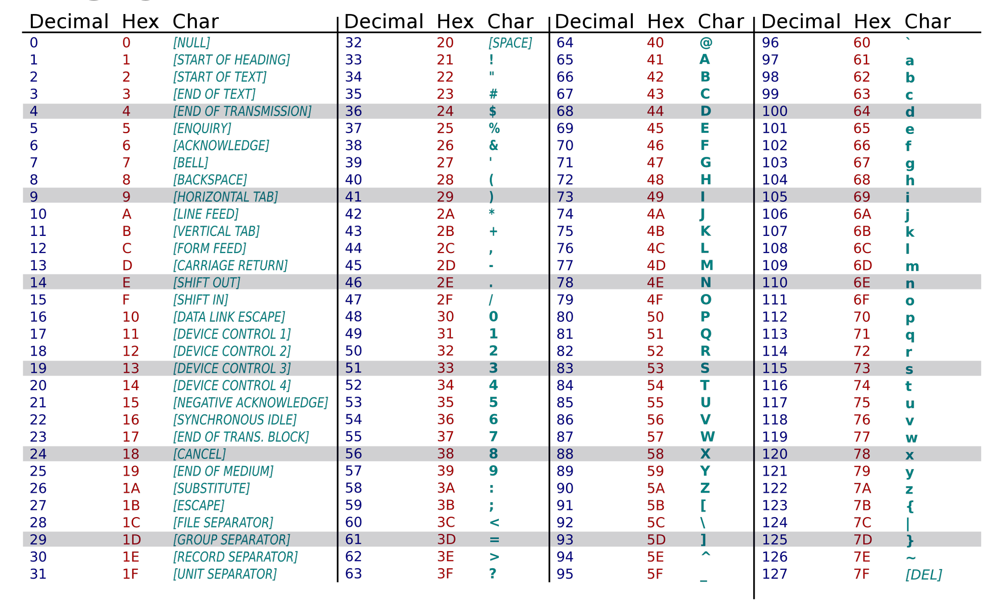 Decimal Hex Char Decimal Hex Char Decimal Hex Char Decimal Hex Char
0 0 [NULL] 32 20 [SPACE] 64 40 @ 96 60 `
1 1 [START OF HEADING] 33 21 ! 65 41 A 97 61 a
2 2 [START OF TEXT] 34 22 " 66 42 B 98 62 b
3 3 [END OF TEXT] 35 23 # 67 43 C 99 63 c
4 4 [END OF TRANSMISSION] 36 24 $ 68 44 D 100 64 d
5 5 [ENQUIRY] 37 25 % 69 45 E 101 65 e
6 6 [ACKNOWLEDGE] 38 26 & 70 46 F 102 66 f
7 7 [BELL] 39 27 ' 71 47 G 103 67 g
8 8 [BACKSPACE] 40 28 ( 72 48 H 104 68 h
9 9 [HORIZONTAL TAB] 41 29 ) 73 49 I 105 69 i
10 A [LINE FEED] 42 2A * 74 4A J 106 6A j
11 B [VERTICAL TAB] 43 2B + 75 4B K 107 6B k
12 C [FORM FEED] 44 2C , 76 4C L 108 6C l
13 D [CARRIAGE RETURN] 45 2D - 77 4D M 109 6D m
14 E [SHIFT OUT] 46 2E . 78 4E N 110 6E n
15 F [SHIFT IN] 47 2F / 79 4F O 111 6F o
16 10 [DATA LINK ESCAPE] 48 30 0 80 50 P 112 70 p
17 11 [DEVICE CONTROL 1] 49 31 1 81 51 Q 113 71 q
18 12 [DEVICE CONTROL 2] 50 32 2 82 52 R 114 72 r
19 13 [DEVICE CONTROL 3] 51 33 3 83 53 S 115 73 s
20 14 [DEVICE CONTROL 4] 52 34 4 84 54 T 116 74 t
21 15 [NEGATIVE ACKNOWLEDGE] 53 35 5 85 55 U 117 75 u
22 16 [SYNCHRONOUS IDLE] 54 36 6 86 56 V 118 76 v
23 17 [END OF TRANS. BLOCK] 55 37 7 87 57 W 119 77 w
24 18 [CANCEL] 56 38 8 88 58 X 120 78 x
25 19 [END OF MEDIUM] 57 39 9 89 59 Y 121 79 y
26 1A [SUBSTITUTE] 58 3A : 90 5A Z 122 7A z
27 1B [ESCAPE] 59 3B ; 91 5B [ 123 7B {
28 1C [FILE SEPARATOR] 60 3C < 92 5C \ 124 7C |
29 1D [GROUP SEPARATOR] 61 3D = 93 5D ] 125 7D }
30 1E [RECORD SEPARATOR] 62 3E > 94 5E ^ 126 7E ~
31 1F [UNIT SEPARATOR] 63 3F ? 95 5F _ 127 7F [DEL]